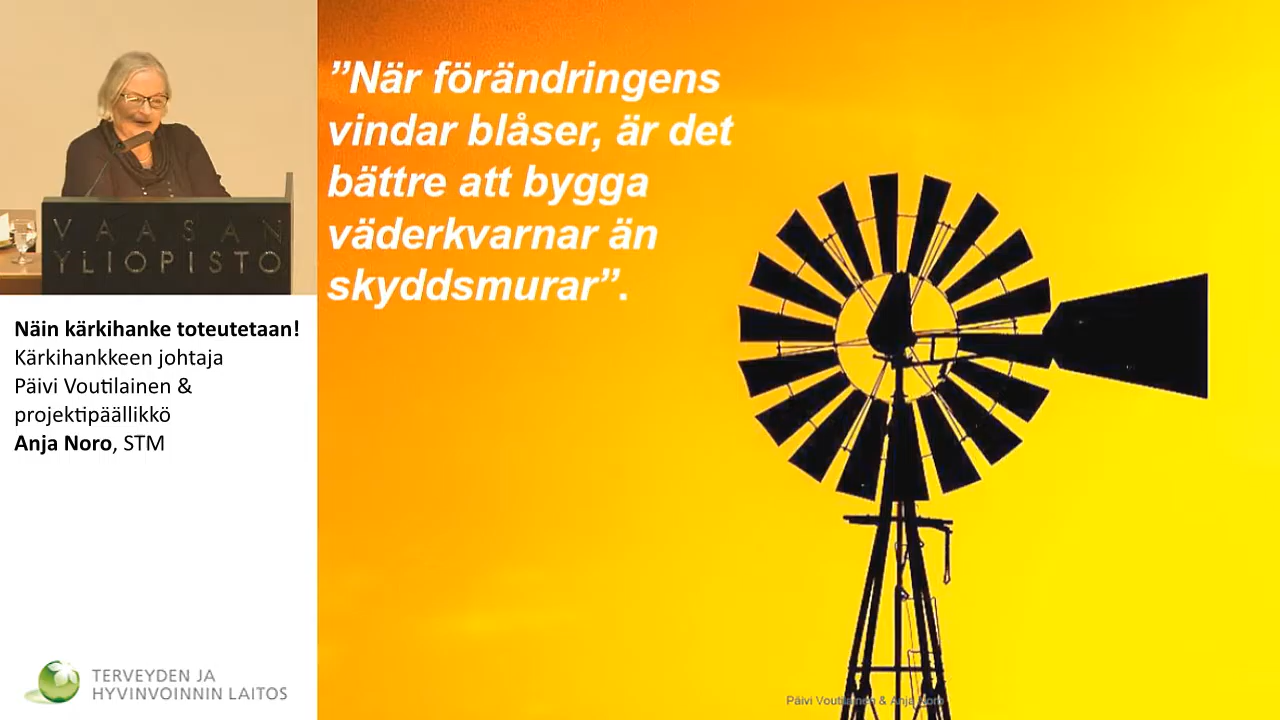 VAASAN
YLIOPISTO
Näin kärkihanke toteutetaan!
Kärkihankkeen johtaja
Päivi Voutilainen &
projektipäällikkö
Anja Noro, STM
TERVEYDEN JA
HYVINVOINNIN LAITOS
”När förändringens
vindar blåser, är det
bättre att bygga
väderkvarnar än
skyddsmurar”.
Päivi Voutilainen & Anja Noro